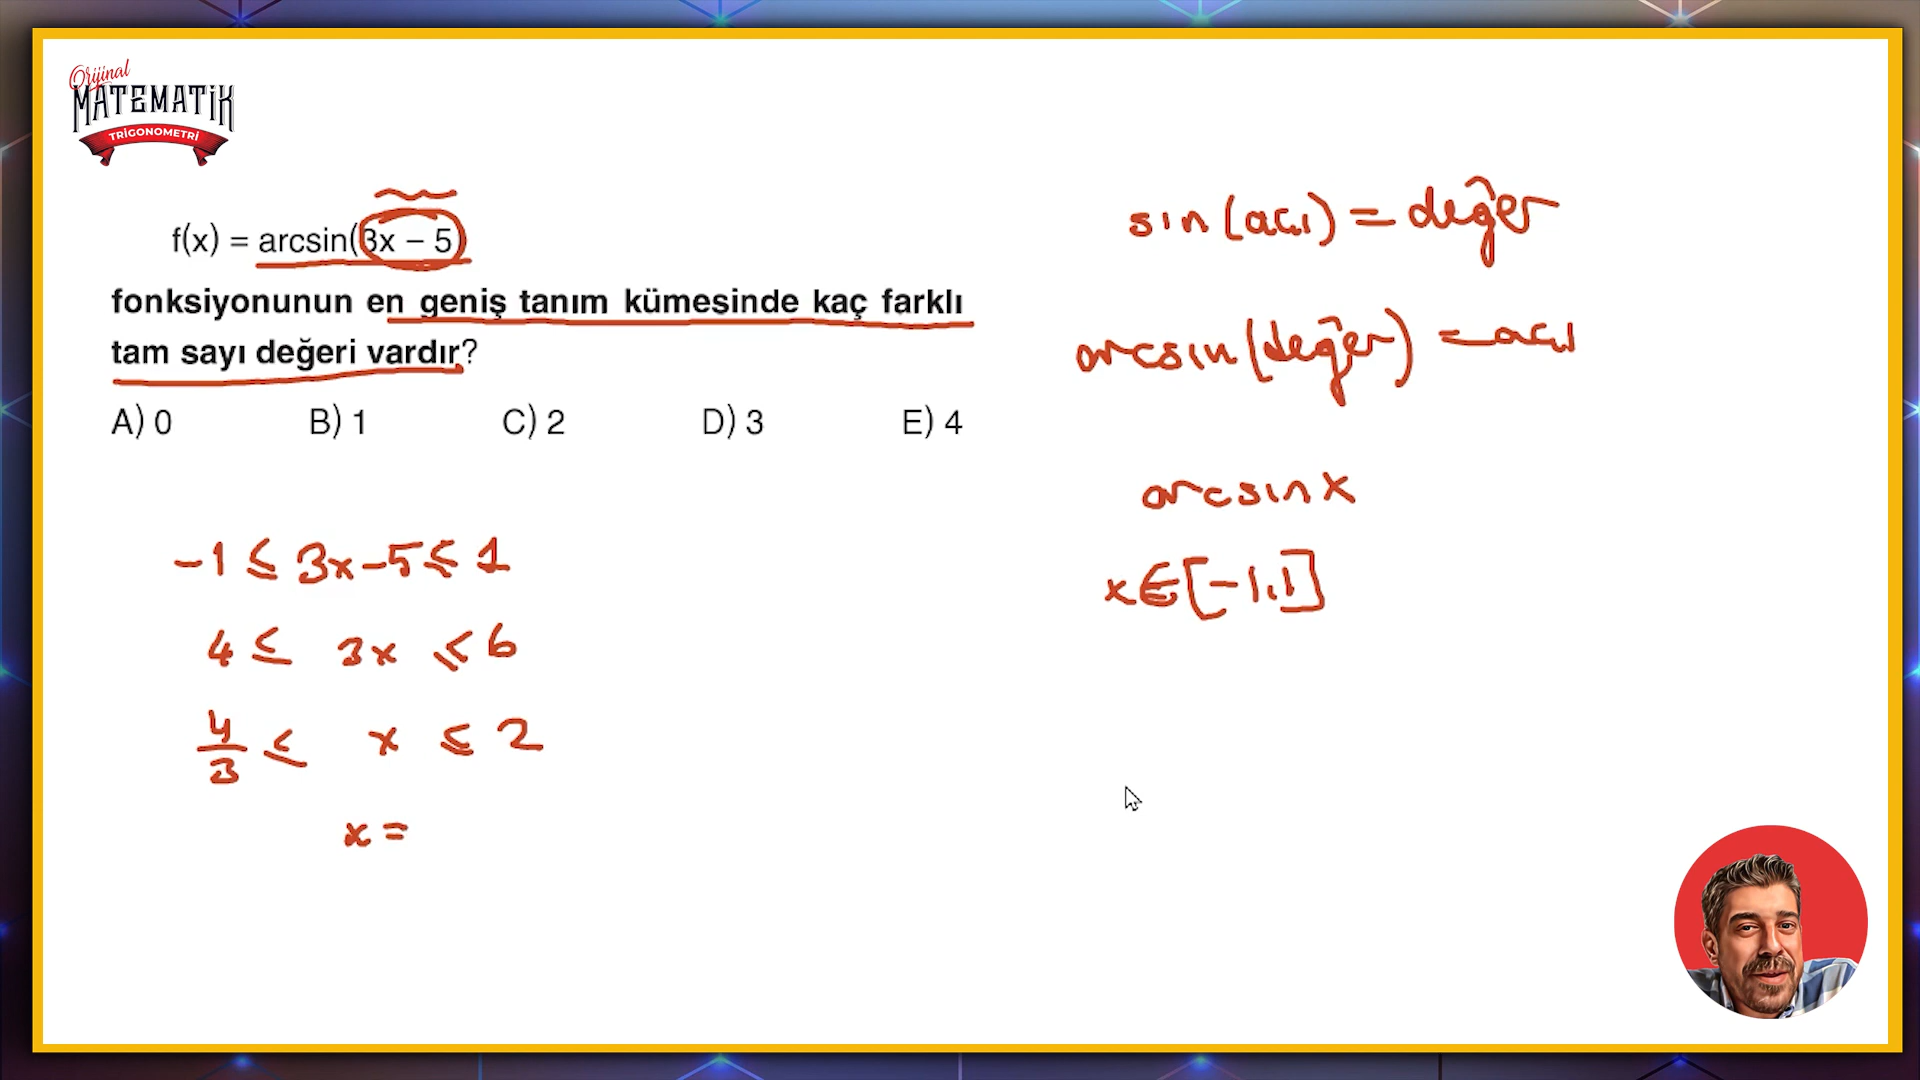 Orijinal
MATEMATİK
TRİGONOMETRİ
f(x) = arcsin(3x – 5)
fonksiyonunun en geniş tanım kümesinde kaç farklı
tam sayı değeri vardır?
A) 0 B) 1 C) 2 D) 3 E) 4
-1 ≤ 3x-5 ≤ 1
4 ≤ 3x ≤ 6
4/3 ≤ x ≤ 2
x =
sin(açı) = değer
arcsin(değer) = açı
arcsin x
x ∈ [-1,1]